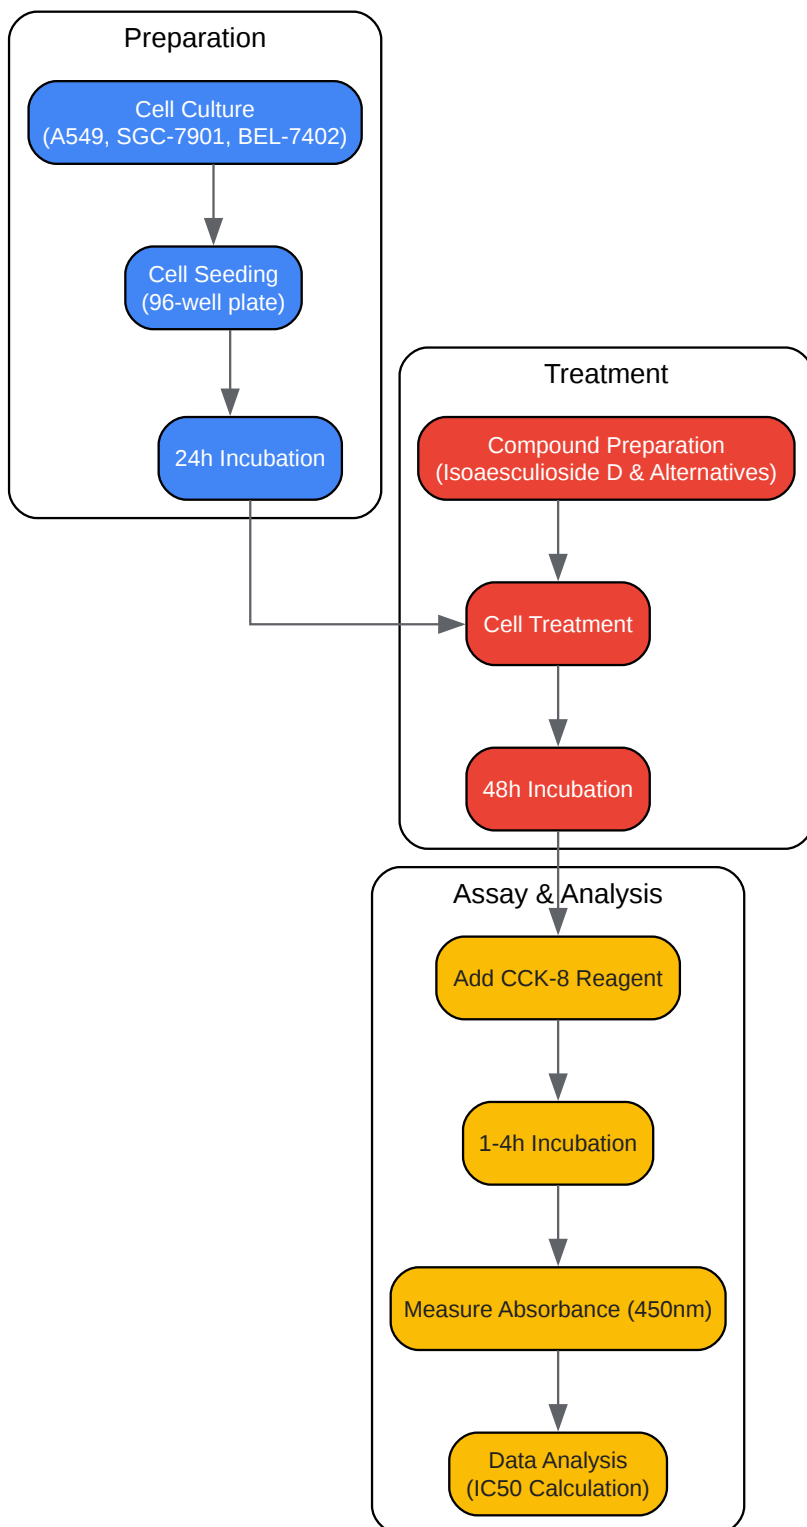 Preparation
Cell Culture
(A549, SGC-7901, BEL-7402)
Cell Seeding
(96-well plate)
24h Incubation
Treatment
Compound Preparation
(Isoaesculioside D & Alternatives)
Cell Treatment
48h Incubation
Assay & Analysis
Add CCK-8 Reagent
1-4h Incubation
Measure Absorbance (450nm)
Data Analysis
(IC50 Calculation)